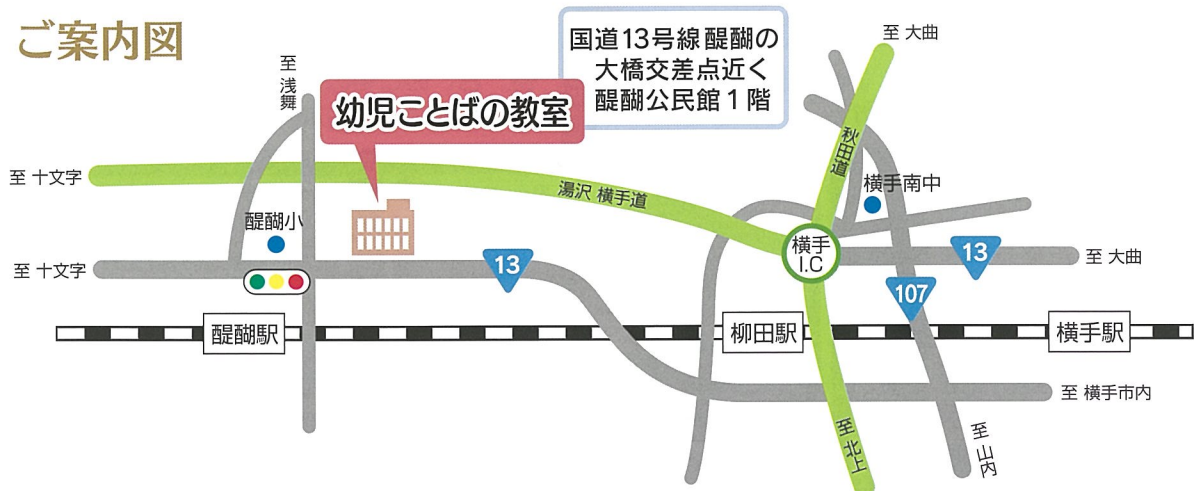 ご案内図
国道13号線 醍醐の
大橋交差点近く
醍醐公民館1階
至 大曲
至 浅舞
幼児ことばの教室
秋田道
至 十文字
湯沢 横手道
横手南中
醍醐小
横手
I.C
至 十文字
13
13
至 大曲
107
醍醐駅
柳田駅
横手駅
至 横手市内
至 北上
至 山内